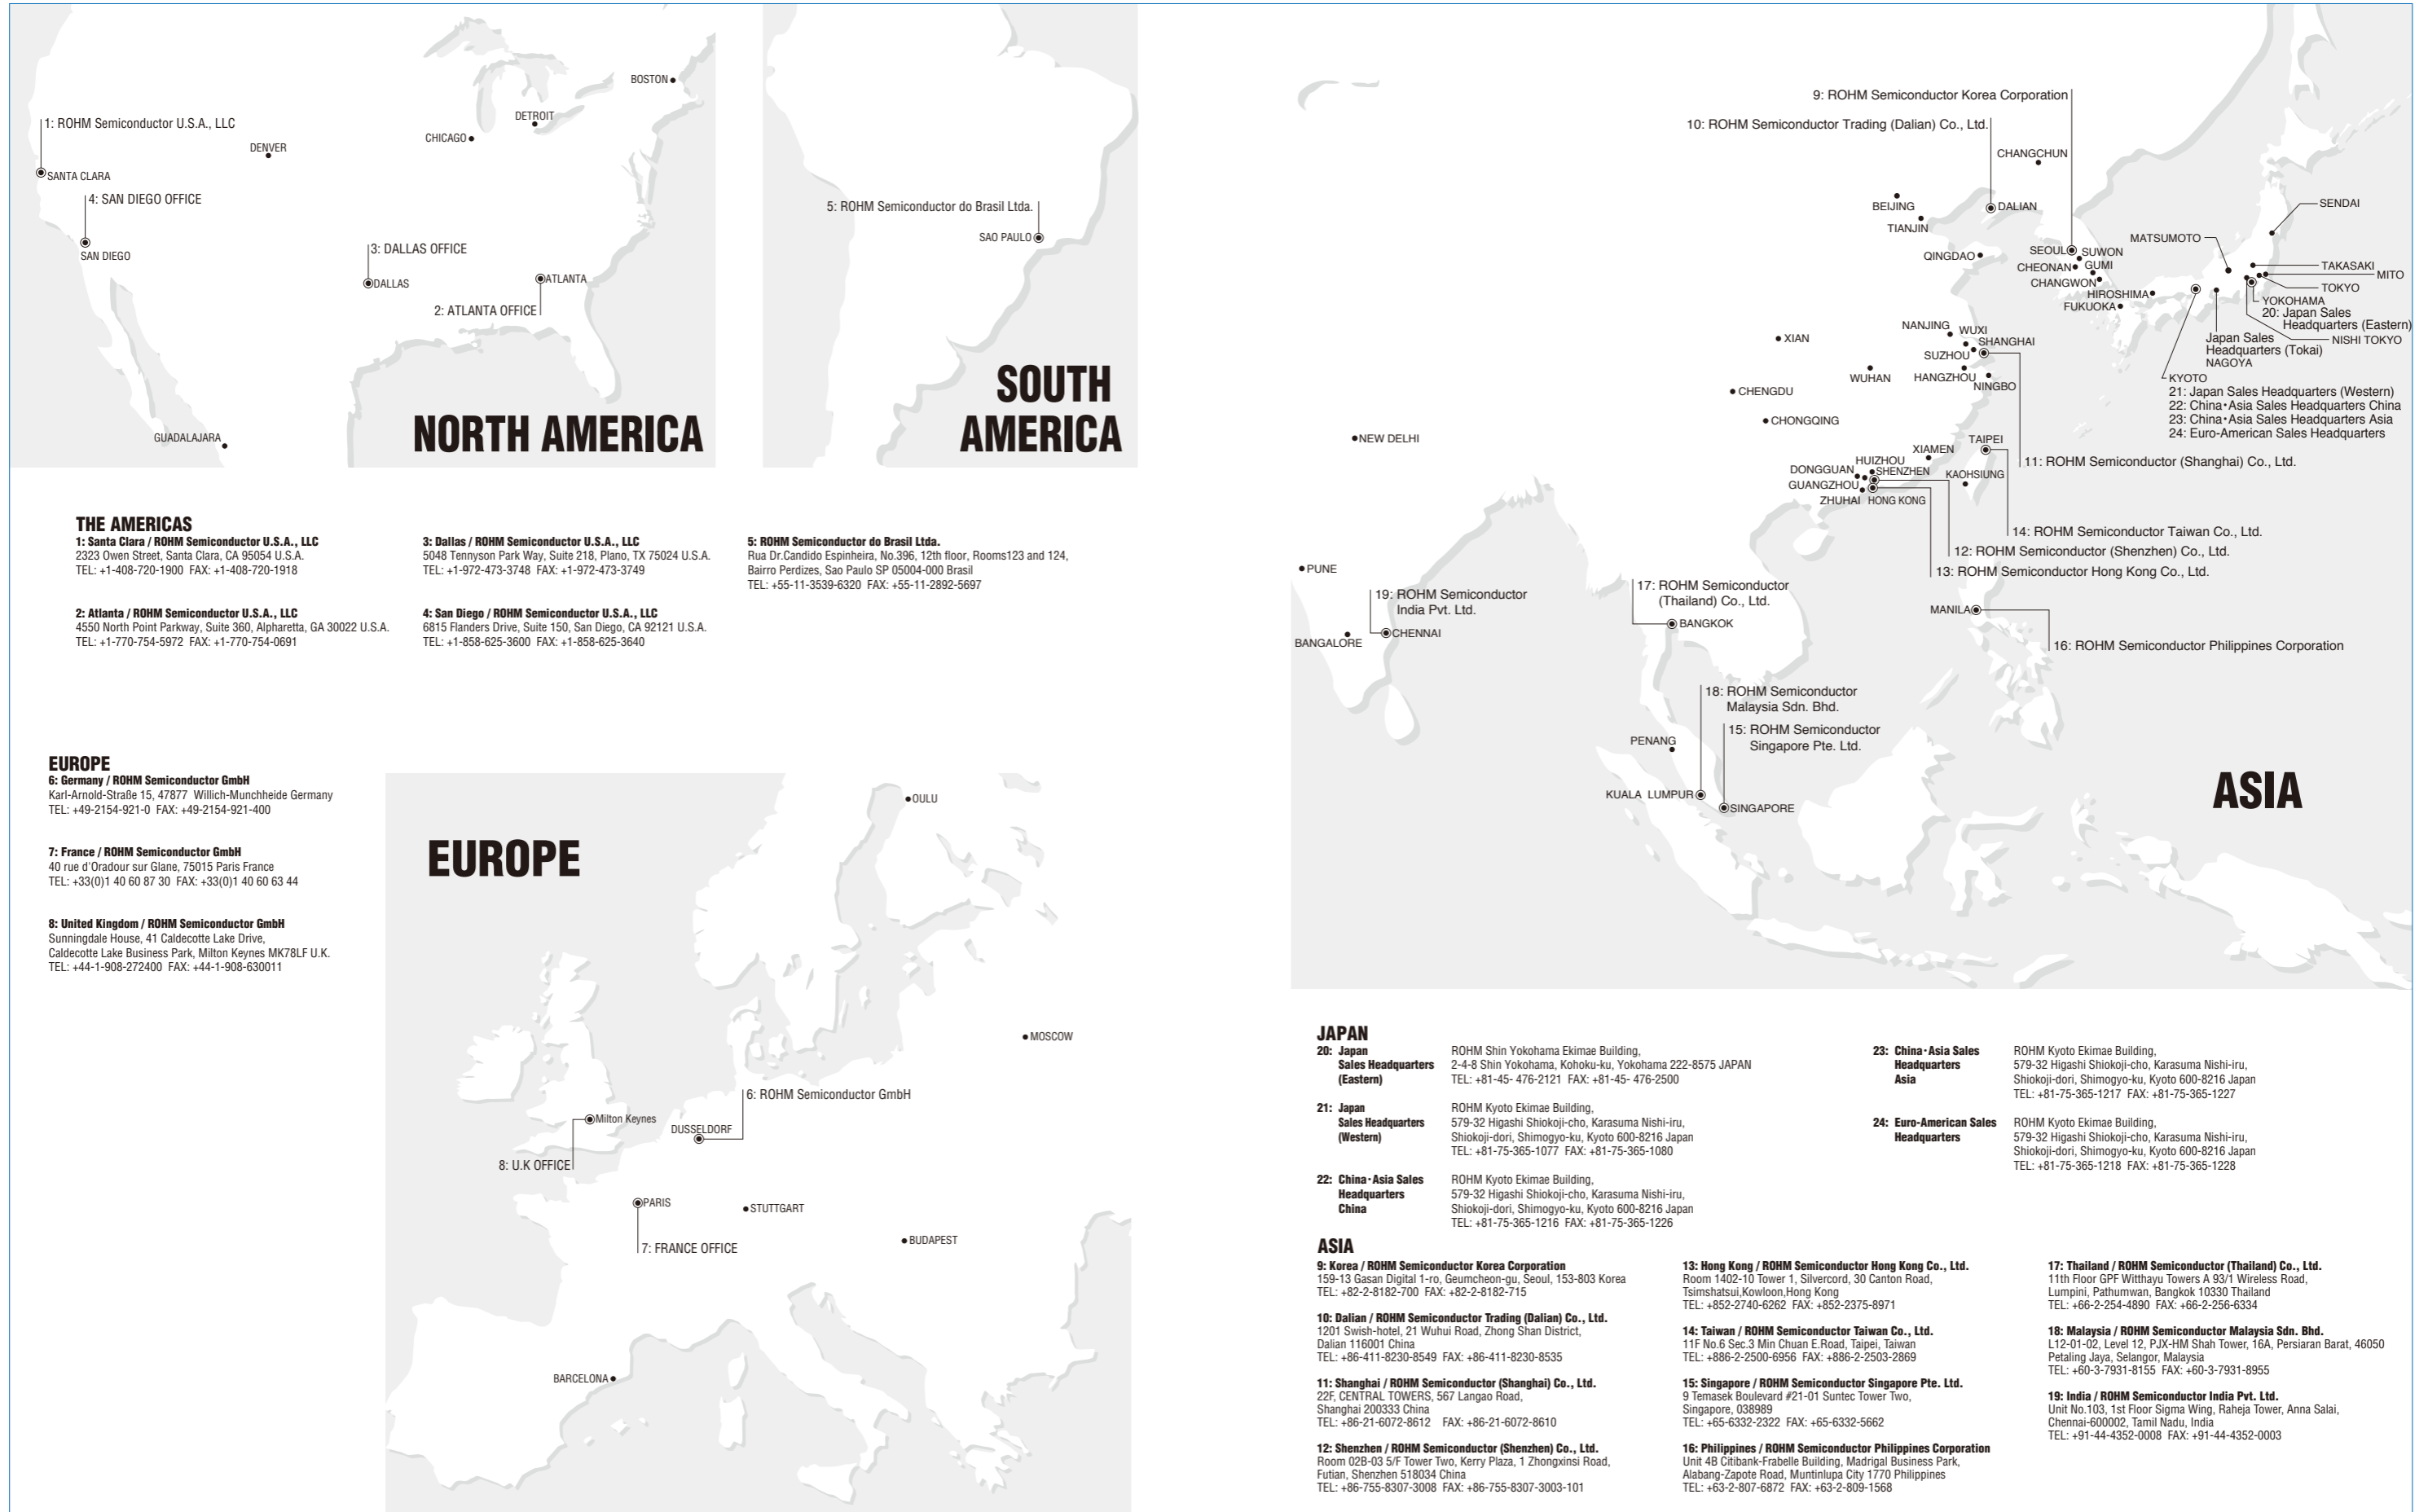 BOSTON
DETROIT
CHICAGO
1: ROHM Semiconductor U.S.A., LLC
DENVER
SANTA CLARA
4: SAN DIEGO OFFICE
SAN DIEGO
3: DALLAS OFFICE
DALLAS
ATLANTA
2: ATLANTA OFFICE
GUADALAJARA
NORTH AMERICA
5: ROHM Semiconductor do Brasil Ltda.
SAO PAULO
SOUTH
AMERICA
THE AMERICAS
1: Santa Clara / ROHM Semiconductor U.S.A., LLC
2323 Owen Street, Santa Clara, CA 95054 U.S.A.
TEL: +1-408-720-1900 FAX: +1-408-720-1918
2: Atlanta / ROHM Semiconductor U.S.A., LLC
4550 North Point Parkway, Suite 360, Alpharetta, GA 30022 U.S.A.
TEL: +1-770-754-5972 FAX: +1-770-754-0691
3: Dallas / ROHM Semiconductor U.S.A., LLC
5048 Tennyson Park Way, Suite 218, Plano, TX 75024 U.S.A.
TEL: +1-972-473-3748 FAX: +1-972-473-3749
4: San Diego / ROHM Semiconductor U.S.A., LLC
6815 Flanders Drive, Suite 150, San Diego, CA 92121 U.S.A.
TEL: +1-858-625-3600 FAX: +1-858-625-3640
5: ROHM Semiconductor do Brasil Ltda.
Rua Dr.Candido Espinheira, No.396, 12th floor, Rooms123 and 124,
Bairro Perdizes, Sao Paulo SP 05004-000 Brasil
TEL: +55-11-3539-6320 FAX: +55-11-2892-5697
EUROPE
6: Germany / ROHM Semiconductor GmbH
Karl-Arnold-Straße 15, 47877 Willich-Munchheide Germany
TEL: +49-2154-921-0 FAX: +49-2154-921-400
7: France / ROHM Semiconductor GmbH
40 rue d'Oradour sur Glane, 75015 Paris France
TEL: +33(0)1 40 60 87 30 FAX: +33(0)1 40 60 63 44
8: United Kingdom / ROHM Semiconductor GmbH
Sunningdale House, 41 Caldecotte Lake Drive,
Caldecotte Lake Business Park, Milton Keynes MK78LF U.K.
TEL: +44-1-908-272400 FAX: +44-1-908-630011
EUROPE
OULU
MOSCOW
6: ROHM Semiconductor GmbH
Milton Keynes
DUSSELDORF
8: U.K OFFICE
PARIS
STUTTGART
7: FRANCE OFFICE
BUDAPEST
BARCELONA
9: ROHM Semiconductor Korea Corporation
10: ROHM Semiconductor Trading (Dalian) Co., Ltd.
CHANGCHUN
BEIJING
DALIAN
TIANJIN
SENDAI
MATSUMOTO
SEOUL
SUWON
QINGDAO
CHEONAN
GUMI
TAKASAKI
MITO
CHANGWON
TOKYO
HIROSHIMA
YOKOHAMA
FUKUOKA
20: Japan Sales
Headquarters (Eastern)
NANJING
WUXI
XIAN
SHANGHAI
Japan Sales
Headquarters (Tokai)
NAGOYA
NISHI TOKYO
SUZHOU
WUHAN
HANGZHOU
NINGBO
KYOTO
21: Japan Sales Headquarters (Western)
22: China・Asia Sales Headquarters China
23: China・Asia Sales Headquarters Asia
24: Euro-American Sales Headquarters
CHENGDU
CHONGQING
NEW DELHI
TAIPEI
XIAMEN
HUIZHOU
11: ROHM Semiconductor (Shanghai) Co., Ltd.
DONGGUAN
SHENZHEN
KAOHSIUNG
GUANGZHOU
ZHUHAI
HONG KONG
14: ROHM Semiconductor Taiwan Co., Ltd.
12: ROHM Semiconductor (Shenzhen) Co., Ltd.
13: ROHM Semiconductor Hong Kong Co., Ltd.
PUNE
19: ROHM Semiconductor
India Pvt. Ltd.
17: ROHM Semiconductor
(Thailand) Co., Ltd.
MANILA
BANGKOK
CHENNAI
BANGALORE
16: ROHM Semiconductor Philippines Corporation
18: ROHM Semiconductor
Malaysia Sdn. Bhd.
15: ROHM Semiconductor
Singapore Pte. Ltd.
PENANG
KUALA LUMPUR
SINGAPORE
ASIA
JAPAN
20: Japan
Sales Headquarters
(Eastern)
ROHM Shin Yokohama Ekimae Building,
2-4-8 Shin Yokohama, Kohoku-ku, Yokohama 222-8575 JAPAN
TEL: +81-45- 476-2121 FAX: +81-45- 476-2500
21: Japan
Sales Headquarters
(Western)
ROHM Kyoto Ekimae Building,
579-32 Higashi Shiokoji-cho, Karasuma Nishi-iru,
Shiokoji-dori, Shimogyo-ku, Kyoto 600-8216 Japan
TEL: +81-75-365-1077 FAX: +81-75-365-1080
22: China・Asia Sales
Headquarters
China
ROHM Kyoto Ekimae Building,
579-32 Higashi Shiokoji-cho, Karasuma Nishi-iru,
Shiokoji-dori, Shimogyo-ku, Kyoto 600-8216 Japan
TEL: +81-75-365-1216 FAX: +81-75-365-1226
23: China・Asia Sales
Headquarters
Asia
ROHM Kyoto Ekimae Building,
579-32 Higashi Shiokoji-cho, Karasuma Nishi-iru,
Shiokoji-dori, Shimogyo-ku, Kyoto 600-8216 Japan
TEL: +81-75-365-1217 FAX: +81-75-365-1227
24: Euro-American Sales
Headquarters
ROHM Kyoto Ekimae Building,
579-32 Higashi Shiokoji-cho, Karasuma Nishi-iru,
Shiokoji-dori, Shimogyo-ku, Kyoto 600-8216 Japan
TEL: +81-75-365-1218 FAX: +81-75-365-1228
ASIA
9: Korea / ROHM Semiconductor Korea Corporation
159-13 Gasan Digital 1-ro, Geumcheon-gu, Seoul, 153-803 Korea
TEL: +82-2-8182-700 FAX: +82-2-8182-715
10: Dalian / ROHM Semiconductor Trading (Dalian) Co., Ltd.
1201 Swish-hotel, 21 Wuhui Road, Zhong Shan District,
Dalian 116001 China
TEL: +86-411-8230-8549 FAX: +86-411-8230-8535
11: Shanghai / ROHM Semiconductor (Shanghai) Co., Ltd.
22F, CENTRAL TOWERS, 567 Langao Road,
Shanghai 200333 China
TEL: +86-21-6072-8612 FAX: +86-21-6072-8610
12: Shenzhen / ROHM Semiconductor (Shenzhen) Co., Ltd.
Room 02B-03 5/F Tower Two, Kerry Plaza, 1 Zhongxinsi Road,
Futian, Shenzhen 518034 China
TEL: +86-755-8307-3008 FAX: +86-755-8307-3003-101
13: Hong Kong / ROHM Semiconductor Hong Kong Co., Ltd.
Room 1402-10 Tower 1, Silvercord, 30 Canton Road,
Tsimshatsui,Kowloon,Hong Kong
TEL: +852-2740-6262 FAX: +852-2375-8971
14: Taiwan / ROHM Semiconductor Taiwan Co., Ltd.
11F No.6 Sec.3 Min Chuan E.Road, Taipei, Taiwan
TEL: +886-2-2500-6956 FAX: +886-2-2503-2869
15: Singapore / ROHM Semiconductor Singapore Pte. Ltd.
9 Temasek Boulevard #21-01 Suntec Tower Two,
Singapore, 038989
TEL: +65-6332-2322 FAX: +65-6332-5662
16: Philippines / ROHM Semiconductor Philippines Corporation
Unit 4B Citibank-Frabelle Building, Madrigal Business Park,
Alabang-Zapote Road, Muntinlupa City 1770 Philippines
TEL: +63-2-807-6872 FAX: +63-2-809-1568
17: Thailand / ROHM Semiconductor (Thailand) Co., Ltd.
11th Floor GPF Witthayu Towers A 93/1 Wireless Road,
Lumpini, Pathumwan, Bangkok 10330 Thailand
TEL: +66-2-254-4890 FAX: +66-2-256-6334
18: Malaysia / ROHM Semiconductor Malaysia Sdn. Bhd.
L12-01-02, Level 12, PJX-HM Shah Tower, 16A, Persiaran Barat, 46050
Petaling Jaya, Selangor, Malaysia
TEL: +60-3-7931-8155 FAX: +60-3-7931-8955
19: India / ROHM Semiconductor India Pvt. Ltd.
Unit No.103, 1st Floor Sigma Wing, Raheja Tower, Anna Salai,
Chennai-600002, Tamil Nadu, India
TEL: +91-44-4352-0008 FAX: +91-44-4352-0003